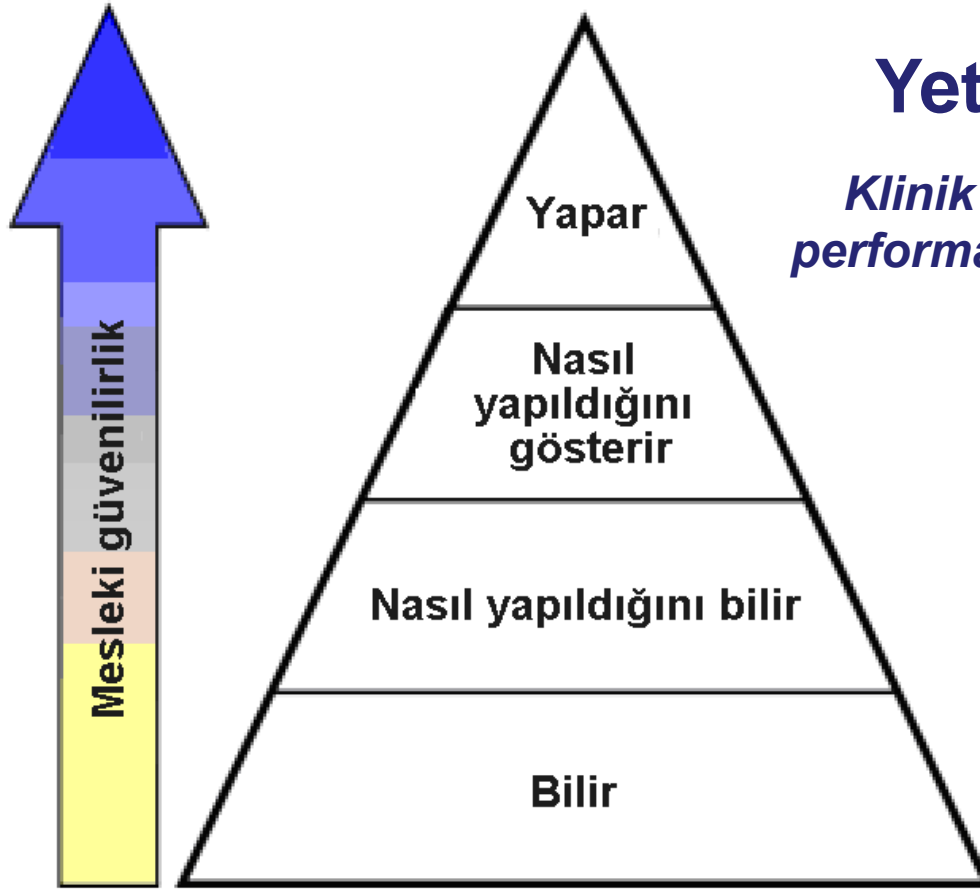 Yet
Klinik
performa
Yapar
Nasıl
yapıldığını
gösterir
Nasıl yapıldığını bilir
Bilir
Mesleki güvenilirlik